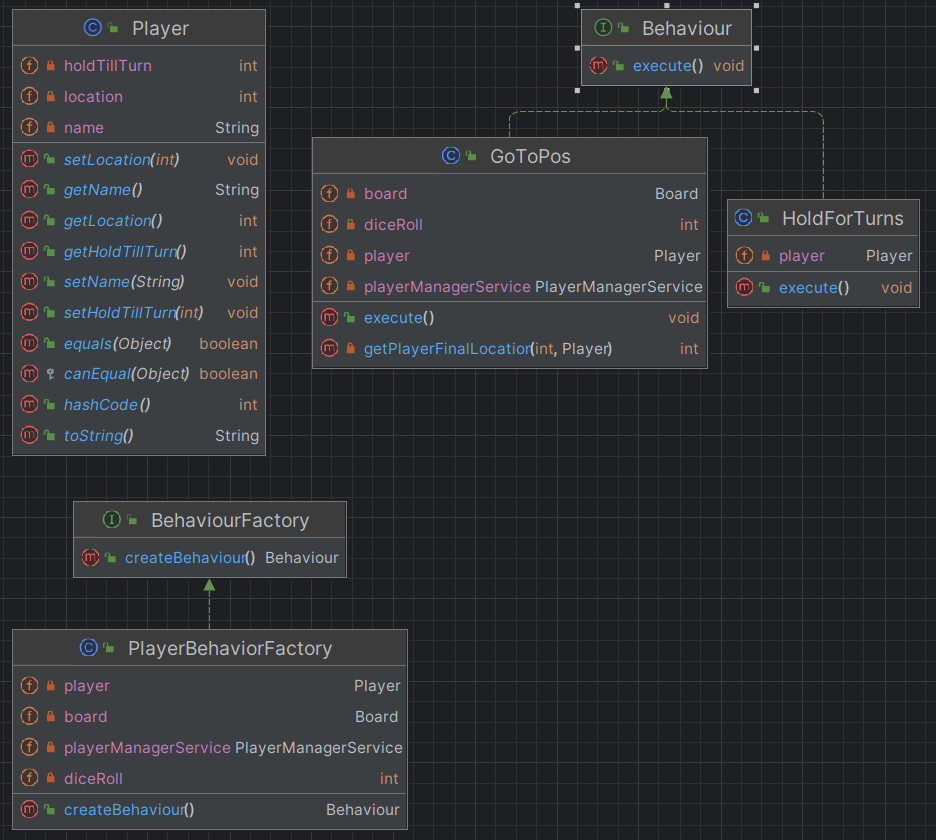 Player
holdTillTurn int
location int
name String
setLocation(int) void
getName() String
getLocation() int
getHoldTillTurn() int
setName(String) void
setHoldTillTurn(int) void
equals(Object) boolean
canEqual(Object) boolean
hashCode() int
toString() String
Behaviour
execute() void
GoToPos
board Board
diceRoll int
player Player
playerManagerService PlayerManagerService
execute() void
getPlayerFinalLocation(int, Player) int
HoldForTurns
player Player
execute() void
BehaviourFactory
createBehaviour() Behaviour
PlayerBehaviorFactory
player Player
board Board
playerManagerService PlayerManagerService
diceRoll int
createBehaviour() Behaviour